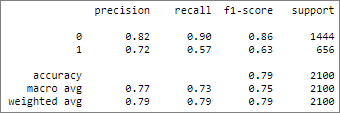 precision recall f1-score support
0 0.82 0.90 0.86 1444
1 0.72 0.57 0.63 656
accuracy 0.79 2100
macro avg 0.77 0.73 0.75 2100
weighted avg 0.79 0.79 0.79 2100